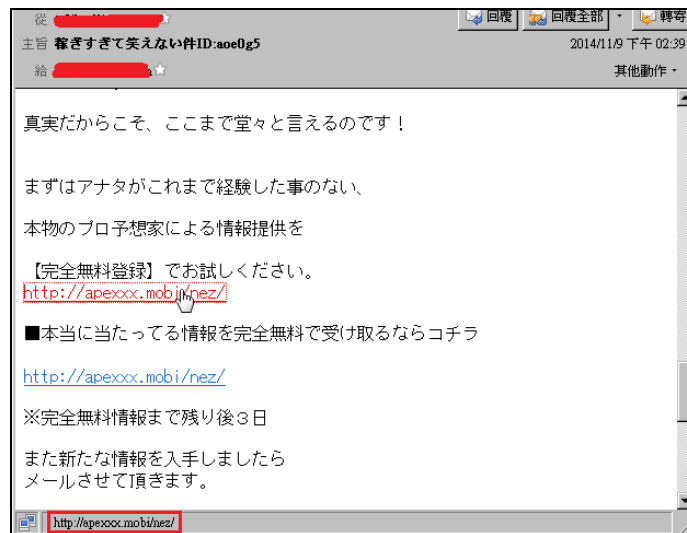 從
回覆 回覆全部 轉寄
主旨 稼ぎすぎて笑えない件ID:aoe0g5 2014/11/9 下午 02:39
給 其他動作
真実だからこそ、ここまで堂々と言えるのです！
まずはアナタがこれまで経験した事のない、
本物のプロ予想家による情報提供を
【完全無料登録】でお試しください。
http://apexxx.mobi/nez/
■本当に当たってる情報を完全無料で受け取るならコチラ
http://apexxx.mobi/nez/
※完全無料情報まで残り後３日
また新たな情報を入手しましたら
メールさせて頂きます。
http://apexxx.mobi/nez/